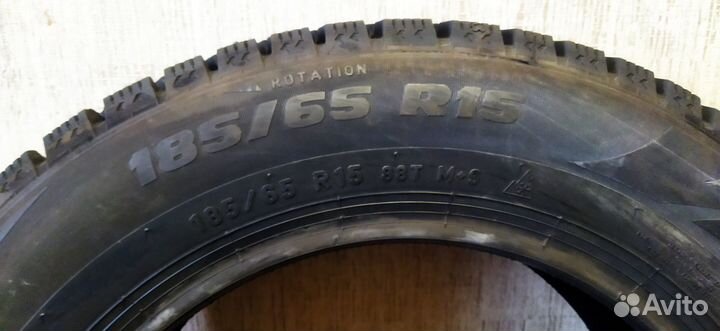 ROTATION
185/65 R15
185/65 R15 88T M+S
Avito